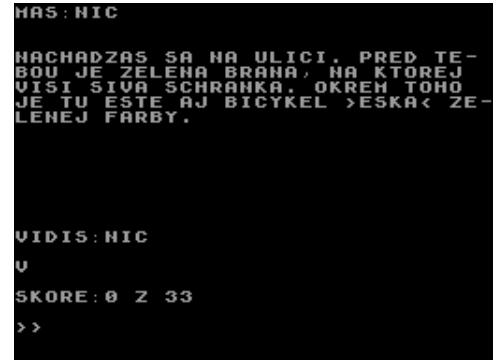 MAS:NIC
NACHADZAS SA NA ULICI. PRED TE-
BOU JE ZELENA BRANA, NA KTOREJ
VISI SIVA SCHRANKA. OKREM TOHO
JE TU ESTE AJ BICYKEL >ESKA< ZE-
LENEJ FARBY.
VIDIS:NIC
V
SKORE:0 Z 33
>>